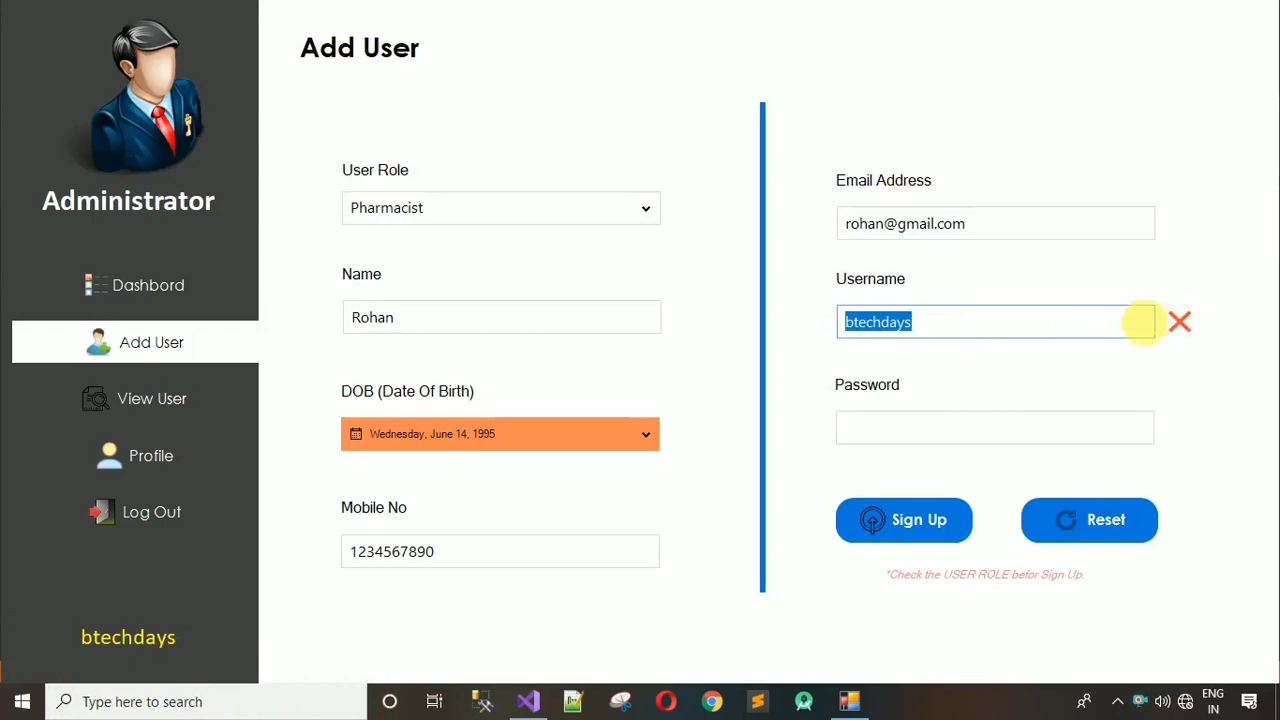 Administrator
Dashbord
Add User
View User
Profile
Log Out
btechdays
Add User
User Role
Pharmacist
Name
Rohan
DOB (Date Of Birth)
Wednesday, June 14, 1995
Mobile No
1234567890
Email Address
rohan@gmail.com
Username
btechdays
Password
Sign Up
Reset
*Check the USER ROLE befor Sign Up.
Type here to search
ENG
IN